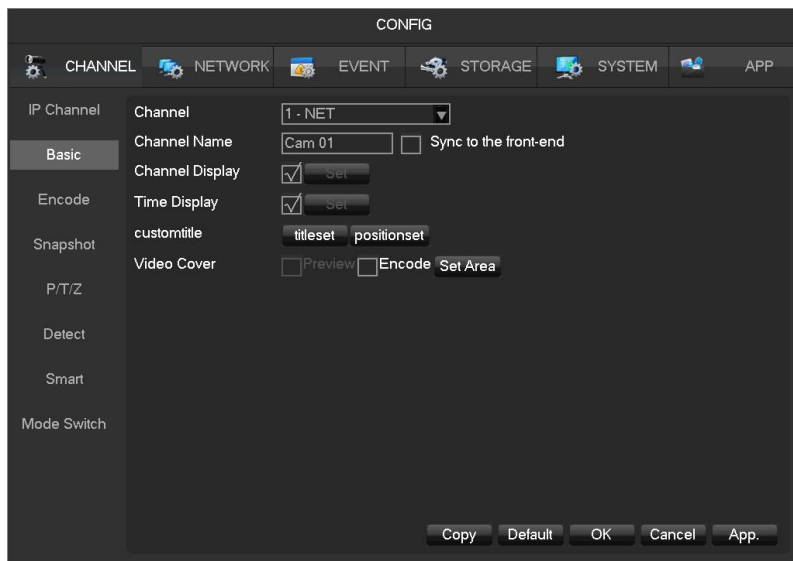 CONFIG
CHANNEL NETWORK EVENT STORAGE SYSTEM APP
IP Channel
Basic
Encode
Snapshot
P/T/Z
Detect
Smart
Mode Switch
Channel 1 - NET
Channel Name Cam 01 Sync to the front-end
Channel Display Set
Time Display Set
customtitle titleset positionset
Video Cover Preview Encode Set Area
Copy Default OK Cancel App.